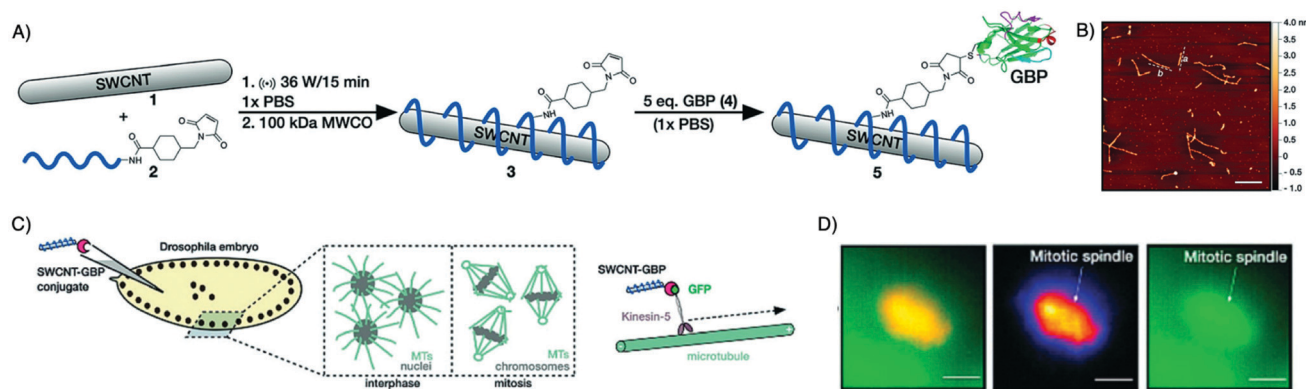 A)
SWCNT
1
+
2
O
NH
N
O
O
1. ((•)) 36 W/15 min
1x PBS
2. 100 kDa MWCO
O
NH
N
O
O
SWCNT
3
5 eq. GBP (4)
(1x PBS)
O
NH
N
O
O
S
GBP
SWCNT
5
B)
a
b
4.0 nm
3.5
3.0
2.5
2.0
1.5
1.0
0
- 0.5
- 1.0
C)
SWCNT-GBP
conjugate
Drosophila embryo
MTs
nuclei
interphase
MTs
chromosomes
mitosis
SWCNT-GBP
GFP
Kinesin-5
microtubule
D)
Mitotic spindle
Mitotic spindle